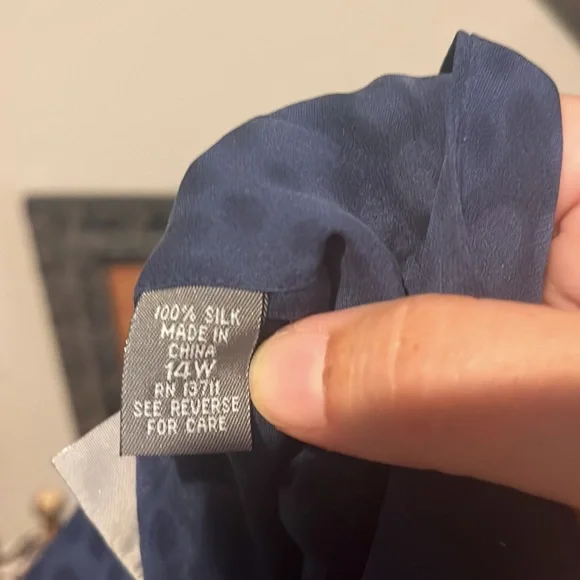 100% SILK
MADE IN
CHINA
14W
RN 13711
SEE REVERSE
FOR CARE